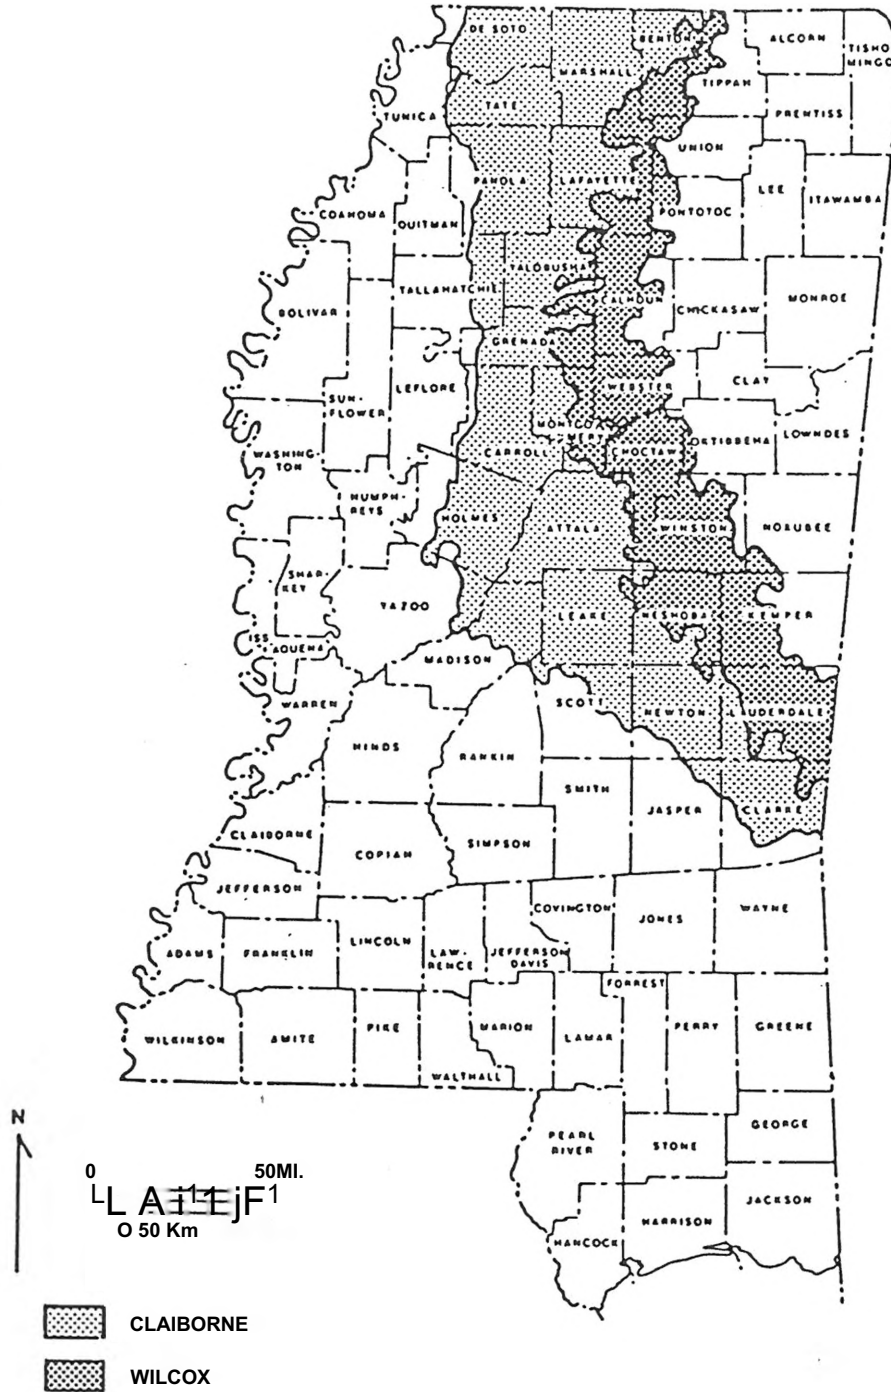 DE SOTO
BENTON
ALCORN
TISHO
MINGO
MARSHALL
TIPPAH
TATE
TUNICA
PRENTISS
UNION
PANOLA
LAFAYETTE
LEE
ITAWAMBA
COAHOMA
QUITMAN
PONTOTOC
YALOBUSHA
TALLAHATCHIE
CALHOUN
CHICKASAW
MONROE
BOLIVAR
GRENADA
LEFLORE
WEBSTER
CLAY
SUN-
FLOWER
MONTGO-
MERY
OKTIBBEHA
LOWNDES
WASHING-
TON
CARROLL
CHOCTAW
HUMPH-
REYS
HOLMES
ATTALA
WINSTON
NOXUBEE
SHAR-
KEY
YAZOO
LEAKE
NESHOBA
KEMPER
ISS
AQUENA
MADISON
WARREN
SCOTT
NEWTON
LAUDERDALE
HINDS
RANKIN
SMITH
JASPER
CLARKE
CLAIBORNE
COPIAH
SIMPSON
JEFFERSON
COVINGTON
JONES
WAYNE
ADAMS
FRANKLIN
LINCOLN
LAW-
RENCE
JEFFERSON
DAVIS
FORREST
WILKINSON
AMITE
PIKE
MARION
LAMAR
PERRY
GREENE
WALTHALL
N
PEARL
RIVER
STONE
GEORGE
0 50MI.
O 50 Km
JACKSON
HARRISON
HANCOCK
CLAIBORNE
WILCOX